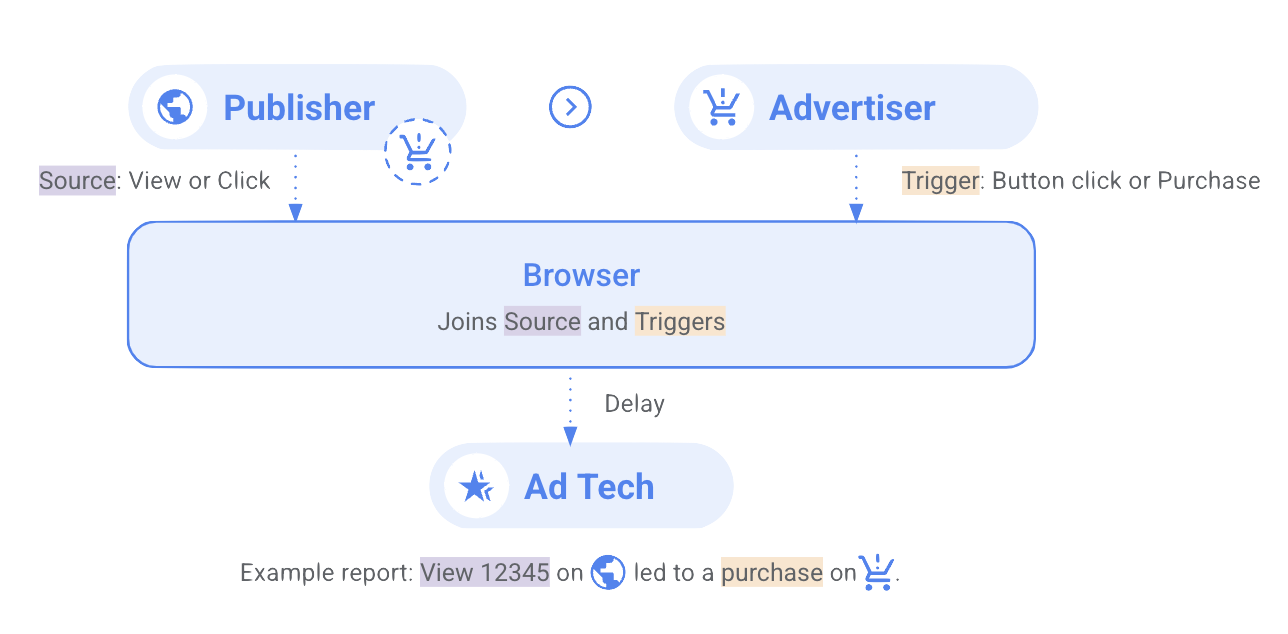 Publisher
Advertiser
Source: View or Click
Trigger: Button click or Purchase
Browser
Joins Source and Triggers
Delay
Ad Tech
Example report: View 12345 on led to a purchase on .